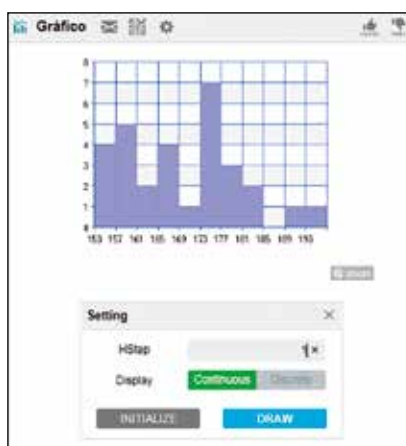 Gráfico
8
7
6
5
4
3
2
1
0
153 157 161 165 169 173 177 181 185 189 193
zoom
Setting ×
HStep 1×
Display Continuous Discrete
INITIALIZE DRAW